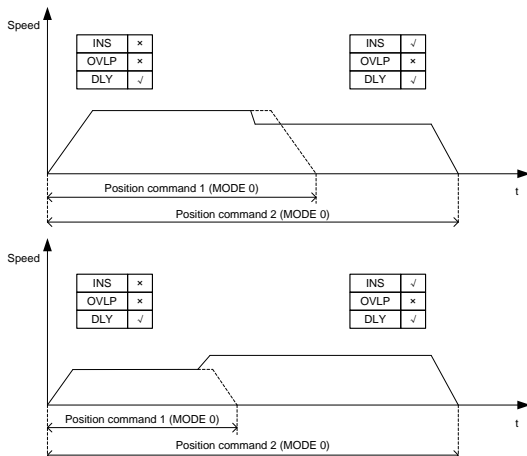 Speed
INS × INS √
OVLP × OVLP ×
DLY √ DLY √
Position command 1 (MODE 0)
t
Position command 2 (MODE 0)
Speed
INS × INS √
OVLP × OVLP ×
DLY √ DLY √
Position command 1 (MODE 0)
t
Position command 2 (MODE 0)